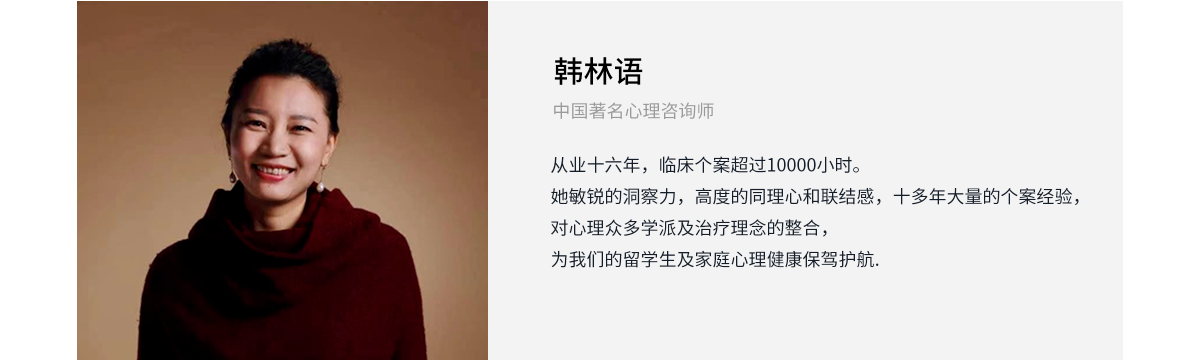 韩林语
中国著名心理咨询师
从业十六年，临床个案超过10000小时。
她敏锐的洞察力，高度的同理心和联结感，十多年大量的个案经验，
对心理众多学派及治疗理念的整合，
为我们的留学生及家庭心理健康保驾护航.